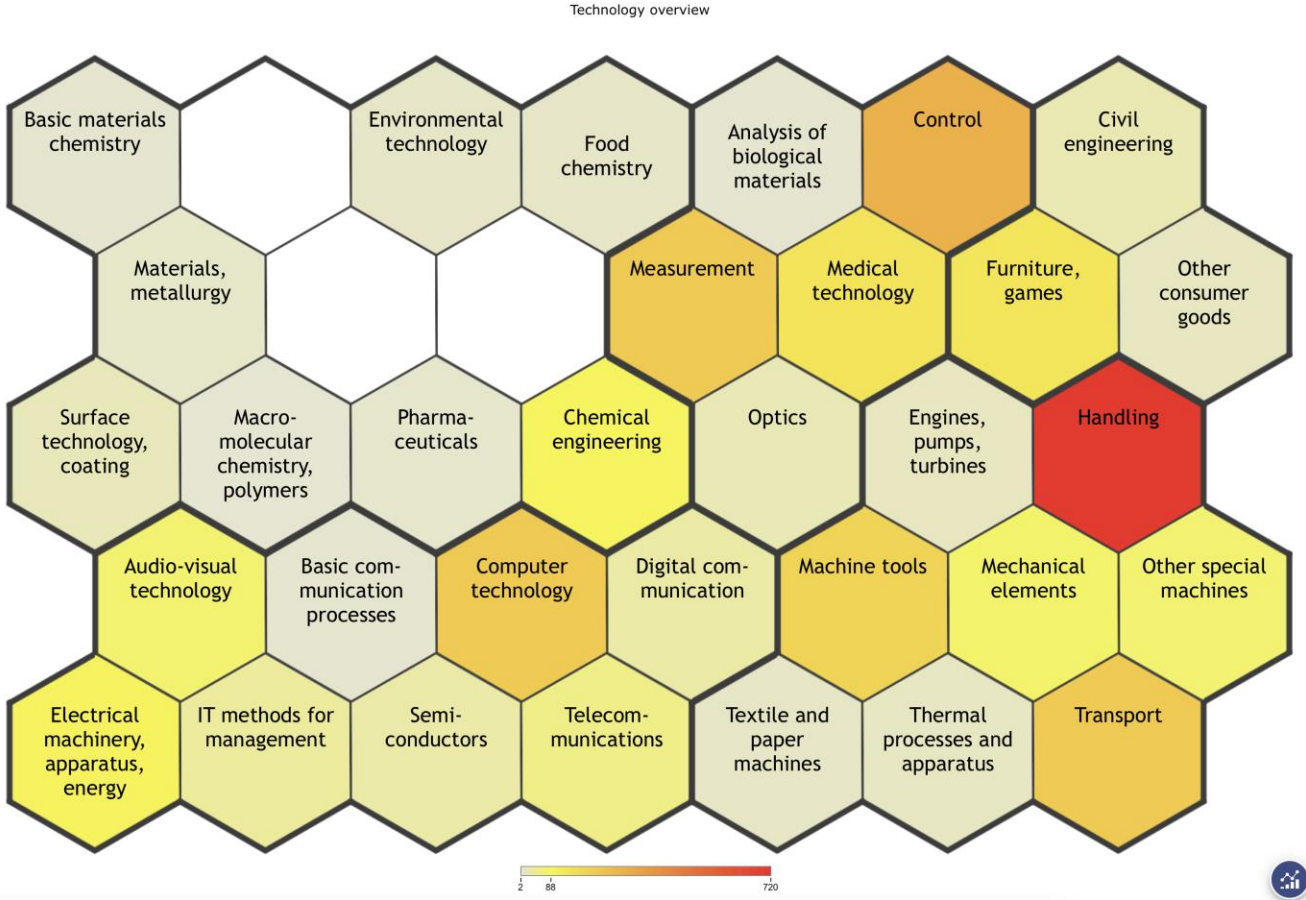 Technology overview
Basic materials
chemistry
Environmental
technology
Food
chemistry
Analysis of
biological
materials
Control
Civil
engineering
Materials,
metallurgy
Measurement
Medical
technology
Furniture,
games
Other
consumer
goods
Surface
technology,
coating
Macro-
molecular
chemistry,
polymers
Pharma-
ceuticals
Chemical
engineering
Optics
Engines,
pumps,
turbines
Handling
Audio-visual
technology
Basic com-
munication
processes
Computer
technology
Digital com-
munication
Machine tools
Mechanical
elements
Other special
machines
Electrical
machinery,
apparatus,
energy
IT methods for
management
Semi-
conductors
Telecom-
munications
Textile and
paper
machines
Thermal
processes and
apparatus
Transport
2 88 720